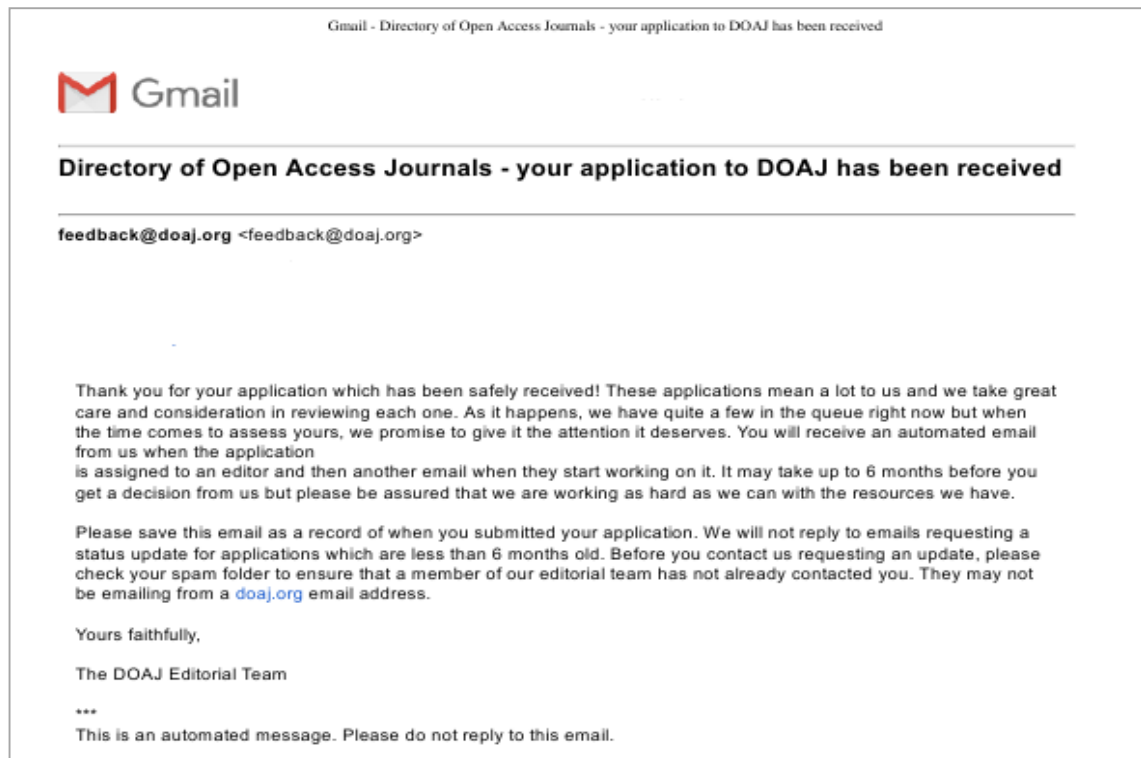 Gmail - Directory of Open Access Journals - your application to DOAJ has been received
Gmail
Directory of Open Access Journals - your application to DOAJ has been received
feedback@doaj.org <feedback@doaj.org>
Thank you for your application which has been safely received! These applications mean a lot to us and we take great
care and consideration in reviewing each one. As it happens, we have quite a few in the queue right now but when
the time comes to assess yours, we promise to give it the attention it deserves. You will receive an automated email
from us when the application
is assigned to an editor and then another email when they start working on it. It may take up to 6 months before you
get a decision from us but please be assured that we are working as hard as we can with the resources we have.
Please save this email as a record of when you submitted your application. We will not reply to emails requesting a
status update for applications which are less than 6 months old. Before you contact us requesting an update, please
check your spam folder to ensure that a member of our editorial team has not already contacted you. They may not
be emailing from a doaj.org email address.
Yours faithfully,
The DOAJ Editorial Team
***
This is an automated message. Please do not reply to this email.